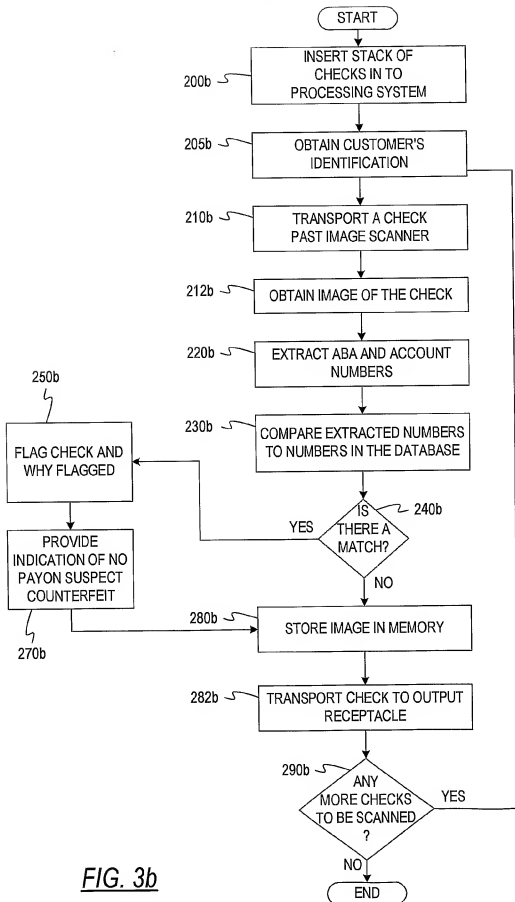 START
200b
INSERT STACK OF
CHECKS IN TO
PROCESSING SYSTEM
205b
OBTAIN CUSTOMER'S
IDENTIFICATION
210b
TRANSPORT A CHECK
PAST IMAGE SCANNER
212b
OBTAIN IMAGE OF THE CHECK
220b
EXTRACT ABA AND ACCOUNT
NUMBERS
230b
COMPARE EXTRACTED NUMBERS
TO NUMBERS IN THE DATABASE
240b
IS
THERE A
MATCH?
YES
NO
250b
FLAG CHECK AND
WHY FLAGGED
PROVIDE
INDICATION OF NO
PAYON SUSPECT
COUNTERFEIT
270b
280b
STORE IMAGE IN MEMORY
282b
TRANSPORT CHECK TO OUTPUT
RECEPTACLE
290b
ANY
MORE CHECKS
TO BE SCANNED
?
YES
NO
END
FIG. 3b